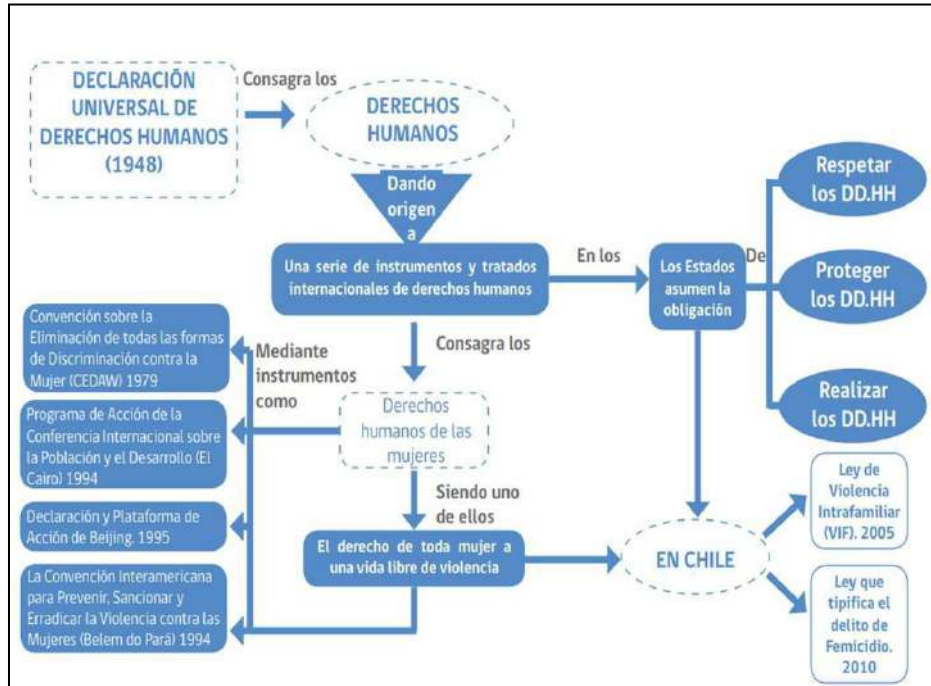 DECLARACIÓN
UNIVERSAL DE
DERECHOS HUMANOS
(1948)
Consagra los
DERECHOS
HUMANOS
Dando
origen
a
Una serie de instrumentos y tratados
internacionales de derechos humanos
En los
Los Estados
asumen la
obligación
De
Respetar
los DD.HH
Proteger
los DD.HH
Realizar
los DD.HH
Consagra los
Derechos
humanos de las
mujeres
Mediante
instrumentos
como
Convención sobre la
Eliminación de todas las formas
de Discriminación contra la
Mujer (CEDAW) 1979
Programa de Acción de la
Conferencia Internacional sobre
la Población y el Desarrollo (El
Cairo) 1994
Declaración y Plataforma de
Acción de Beijing. 1995
La Convención Interamericana
para Prevenir, Sancionar y
Erradicar la Violencia contra las
Mujeres (Belem do Pará) 1994
Siendo uno
de ellos
El derecho de toda mujer a
una vida libre de violencia
EN CHILE
Ley de
Violencia
Intrafamiliar
(VIF). 2005
Ley que
tipifica el
delito de
Femicidio.
2010